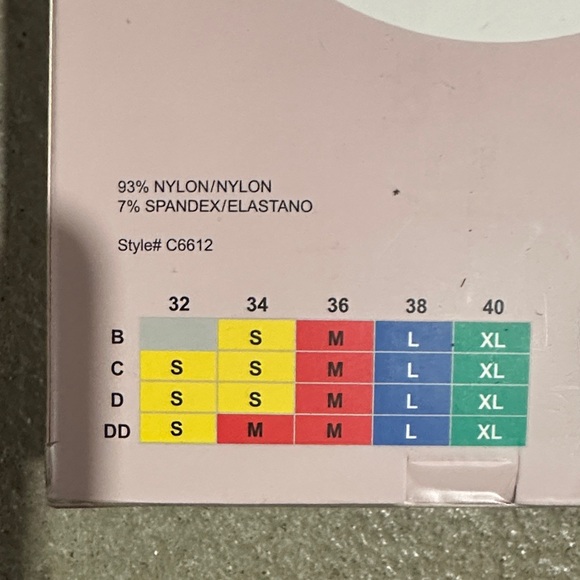 93% NYLON/NYLON
7% SPANDEX/ELASTANO
Style# C6612
32 34 36 38 40
B S M L XL
C S S M L XL
D S S M L XL
DD S M M L XL